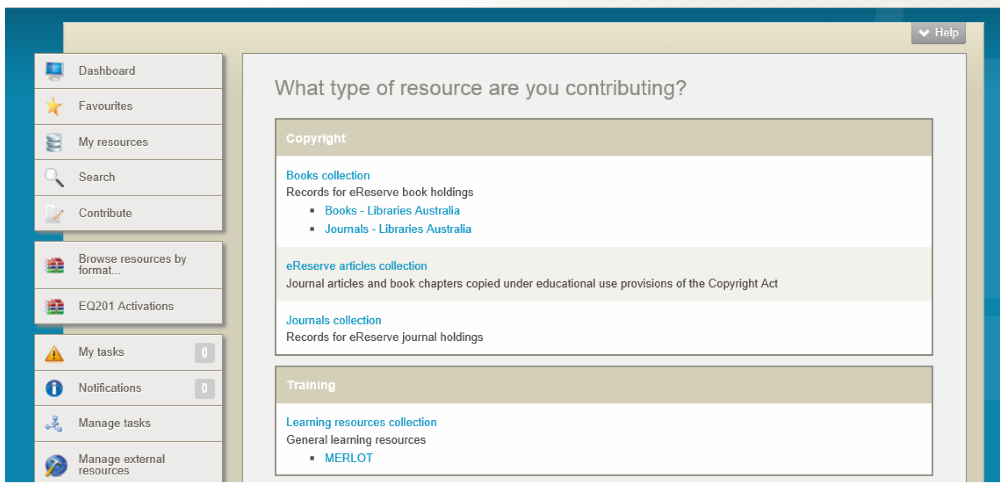 Help
Dashboard
Favourites
My resources
Search
Contribute
Browse resources by
format...
EQ201 Activations
My tasks 0
Notifications 0
Manage tasks
Manage external
resources
What type of resource are you contributing?
Copyright
Books collection
Records for eReserve book holdings
Books - Libraries Australia
Journals - Libraries Australia
eReserve articles collection
Journal articles and book chapters copied under educational use provisions of the Copyright Act
Journals collection
Records for eReserve journal holdings
Training
Learning resources collection
General learning resources
MERLOT